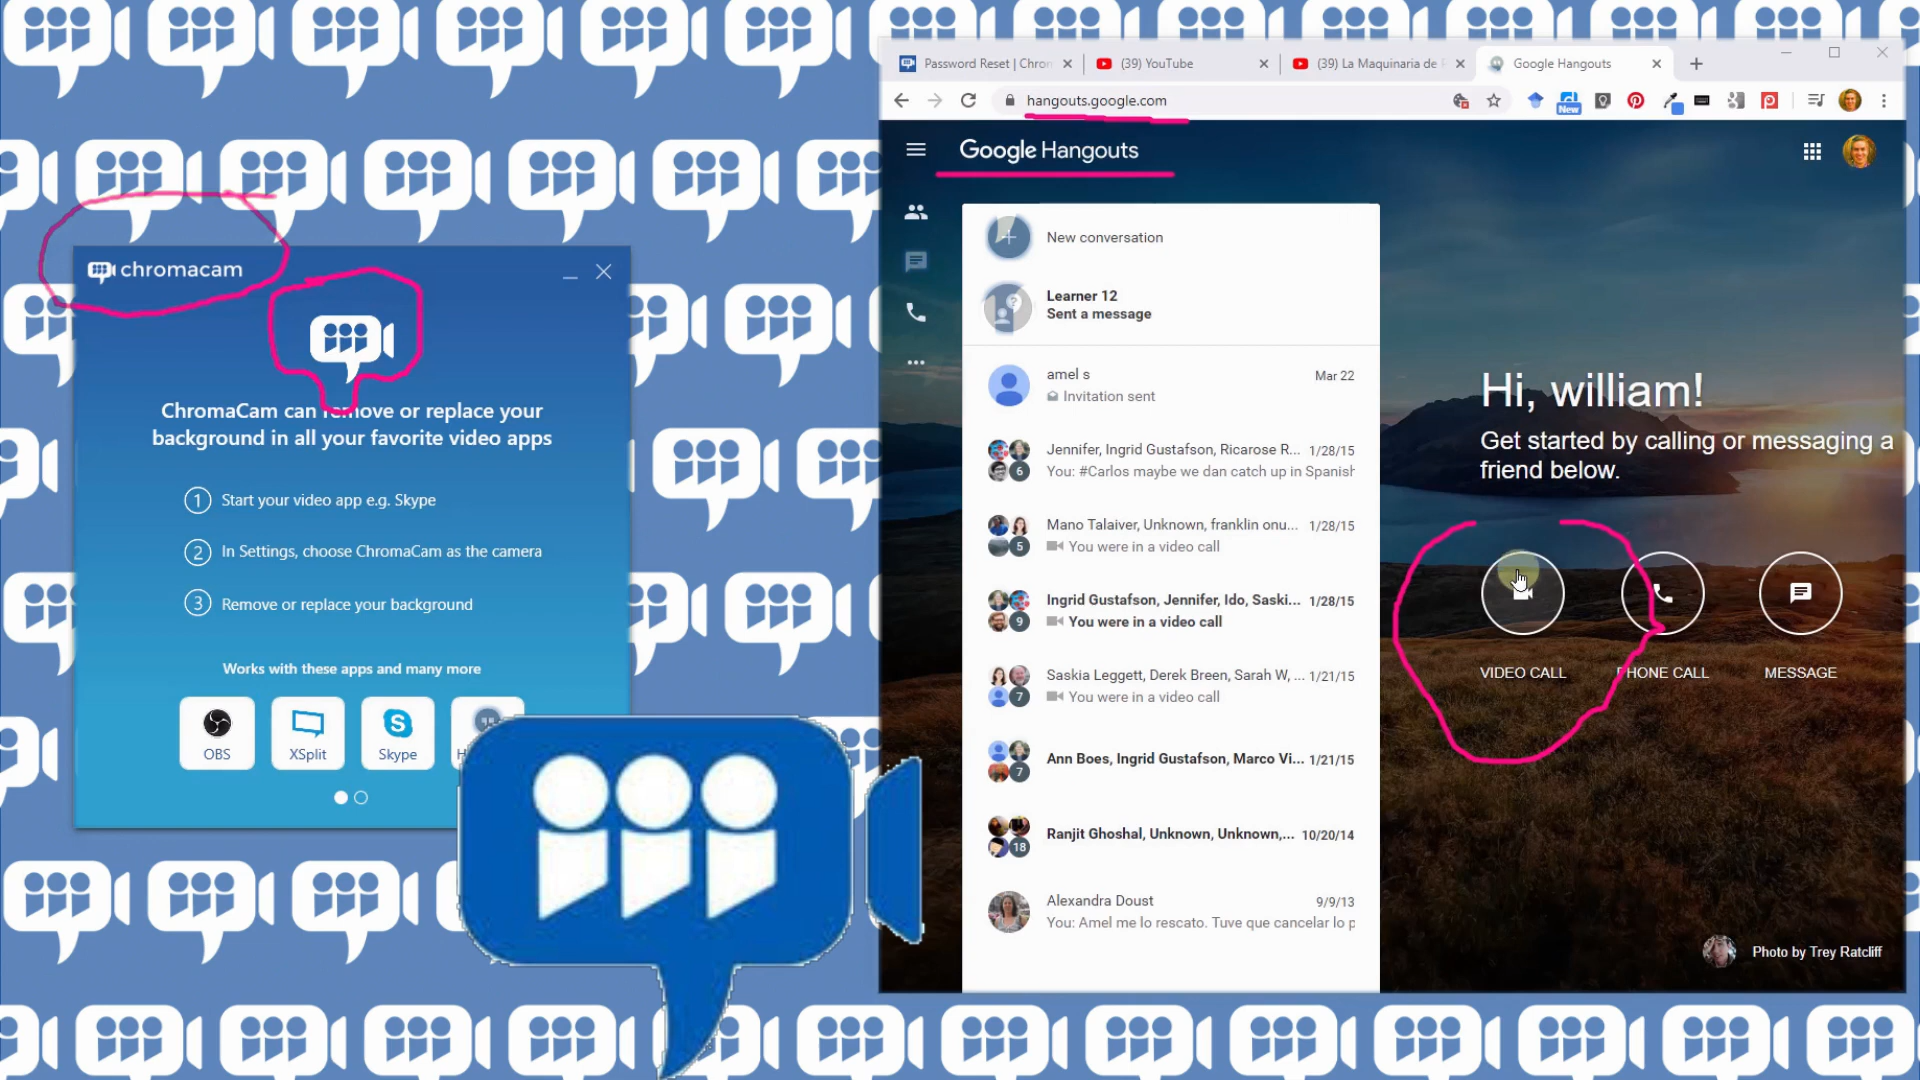 chromacam
ChromaCam can remove or replace your
background in all your favorite video apps
1 Start your video app e.g. Skype
2 In Settings, choose ChromaCam as the camera
3 Remove or replace your background
Works with these apps and many more
OBS
XSplit
Skype
Password Reset | Chrom
(39) YouTube
(39) La Maquinaria de
Google Hangouts
hangouts.google.com
New
Google Hangouts
New conversation
Learner 12
Sent a message
amel s Mar 22
Invitation sent
Jennifer, Ingrid Gustafson, Ricarose R... 1/28/15
6 You: #Carlos maybe we dan catch up in Spanish
Mano Talaiver, Unknown, franklin onu... 1/28/15
5 You were in a video call
Ingrid Gustafson, Jennifer, Ido, Saski... 1/28/15
9 You were in a video call
Saskia Leggett, Derek Breen, Sarah W, ... 1/21/15
7 You were in a video call
Ann Boes, Ingrid Gustafson, Marco Vi... 1/21/15
7
Ranjit Ghoshal, Unknown, Unknown,... 10/20/14
18
Alexandra Doust 9/9/13
You: Amel me lo rescato. Tuve que cancelar lo p
Hi, william!
Get started by calling or messaging a
friend below.
VIDEO CALL
PHONE CALL
MESSAGE
Photo by Trey Ratcliff